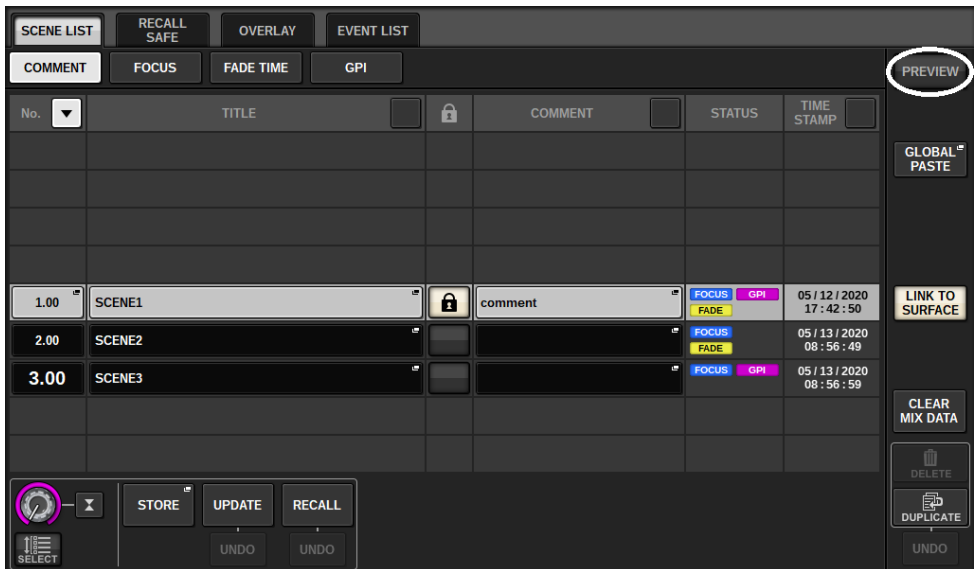 SCENE LIST
RECALL
SAFE
OVERLAY
EVENT LIST
COMMENT
FOCUS
FADE TIME
GPI
PREVIEW
No.
TITLE
COMMENT
STATUS
TIME
STAMP
GLOBAL
PASTE
1.00
SCENE1
comment
FOCUS GPI
FADE
05 / 12 / 2020
17 : 42 : 50
LINK TO
SURFACE
2.00
SCENE2
FOCUS
FADE
05 / 13 / 2020
08 : 56 : 49
3.00
SCENE3
FOCUS GPI
05 / 13 / 2020
08 : 56 : 59
CLEAR
MIX DATA
DELETE
DUPLICATE
UNDO
STORE
UPDATE
RECALL
SELECT
UNDO
UNDO